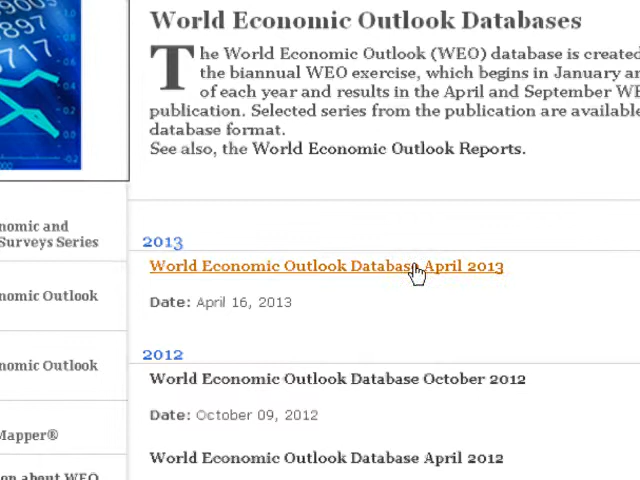 World Economic Outlook Databases
The World Economic Outlook (WEO) database is created
the biannual WEO exercise, which begins in January
of each year and results in the April and September
publication. Selected series from the publication are available
database format.
See also, the World Economic Outlook Reports.
nomic and
Surveys Series
nomic Outlook
nomic Outlook
Mapper®
on about WEO
2013
World Economic Outlook Database April 2013
Date: April 16, 2013
2012
World Economic Outlook Database October 2012
Date: October 09, 2012
World Economic Outlook Database April 2012